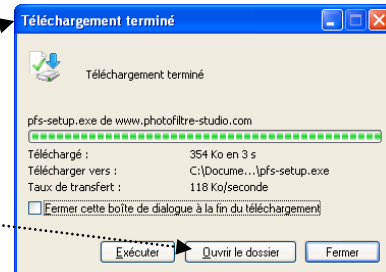 Téléchargement terminé
Téléchargement terminé
pfs-setup.exe de www.photofiltre-studio.com
Téléchargé : 354 Ko en 3 s
Télécharger vers : C:\Docume...\pfs-setup.exe
Taux de transfert : 118 Ko/seconde
Fermer cette boîte de dialogue à la fin du téléchargement
Exécuter Ouvrir le dossier Fermer